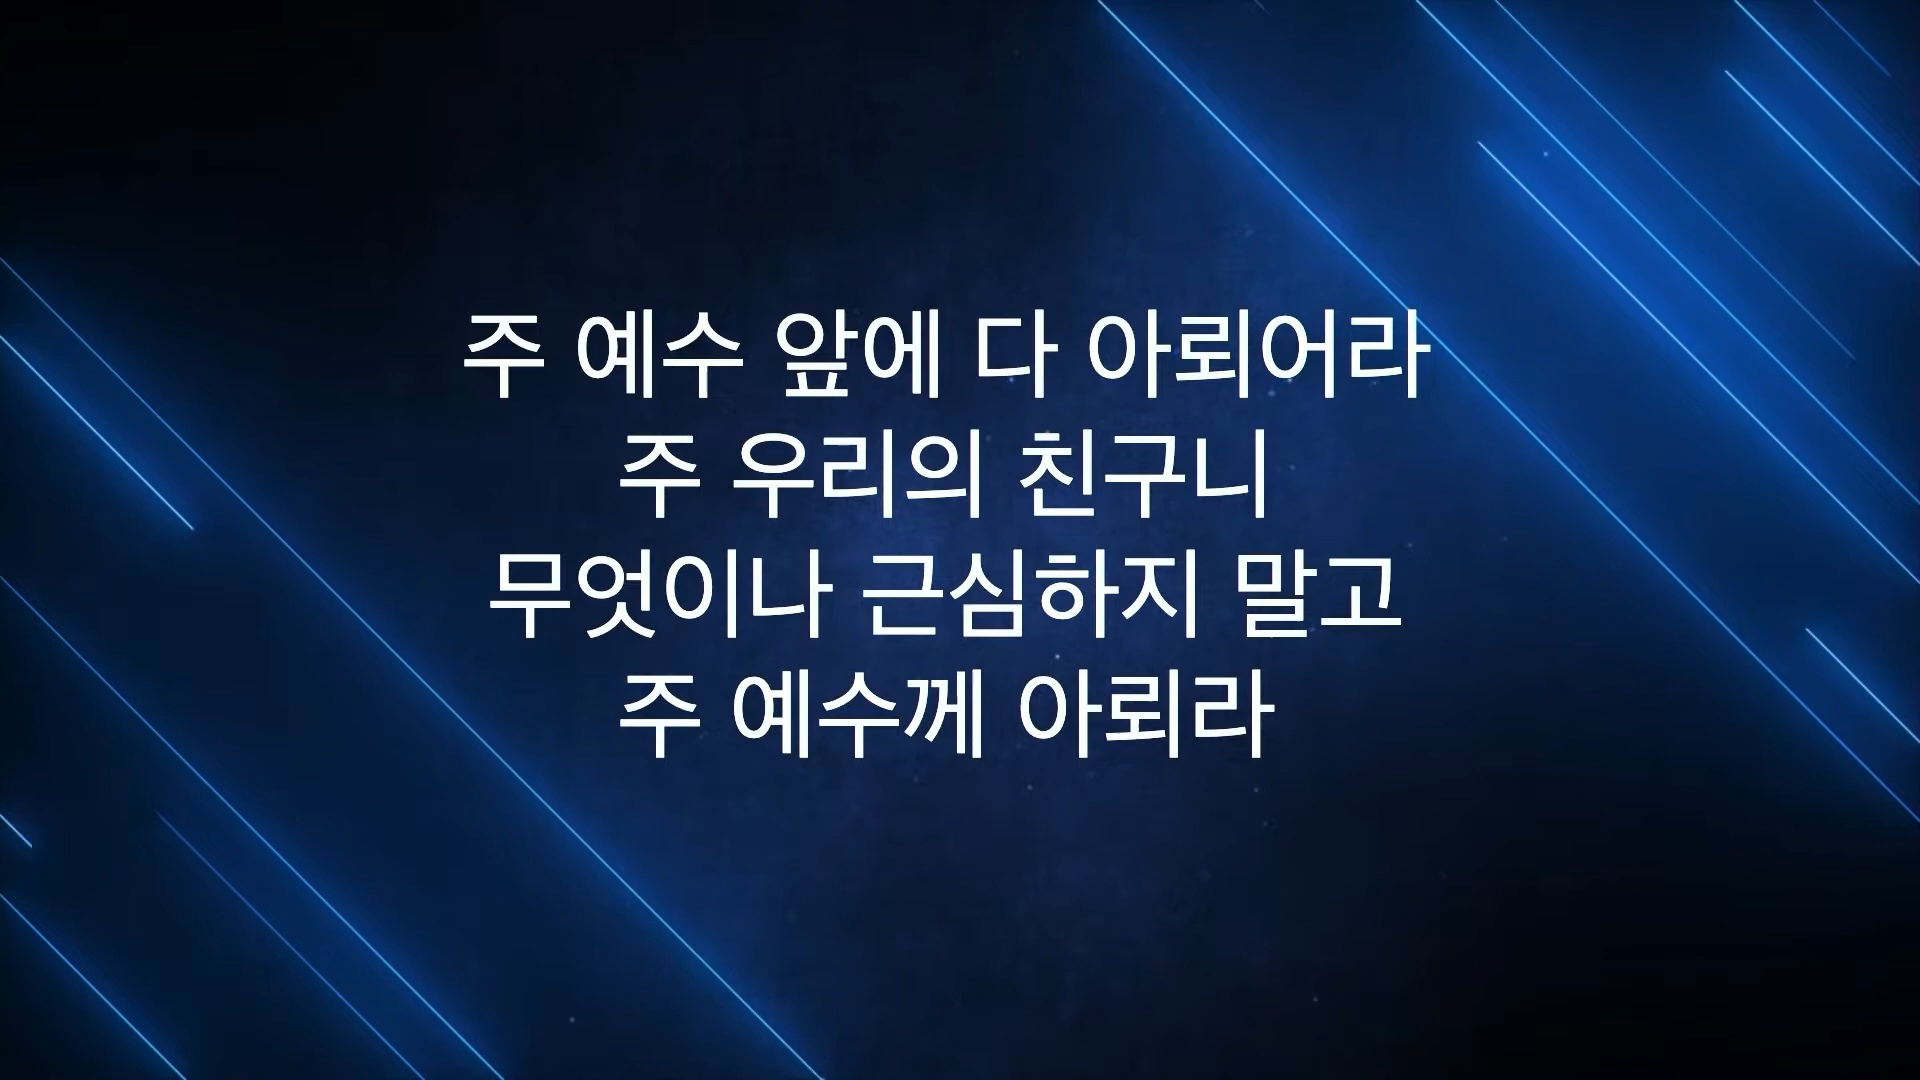 주 예수 앞에 다 아뢰어라
주 우리의 친구니
무엇이나 근심하지 말고
주 예수께 아뢰라